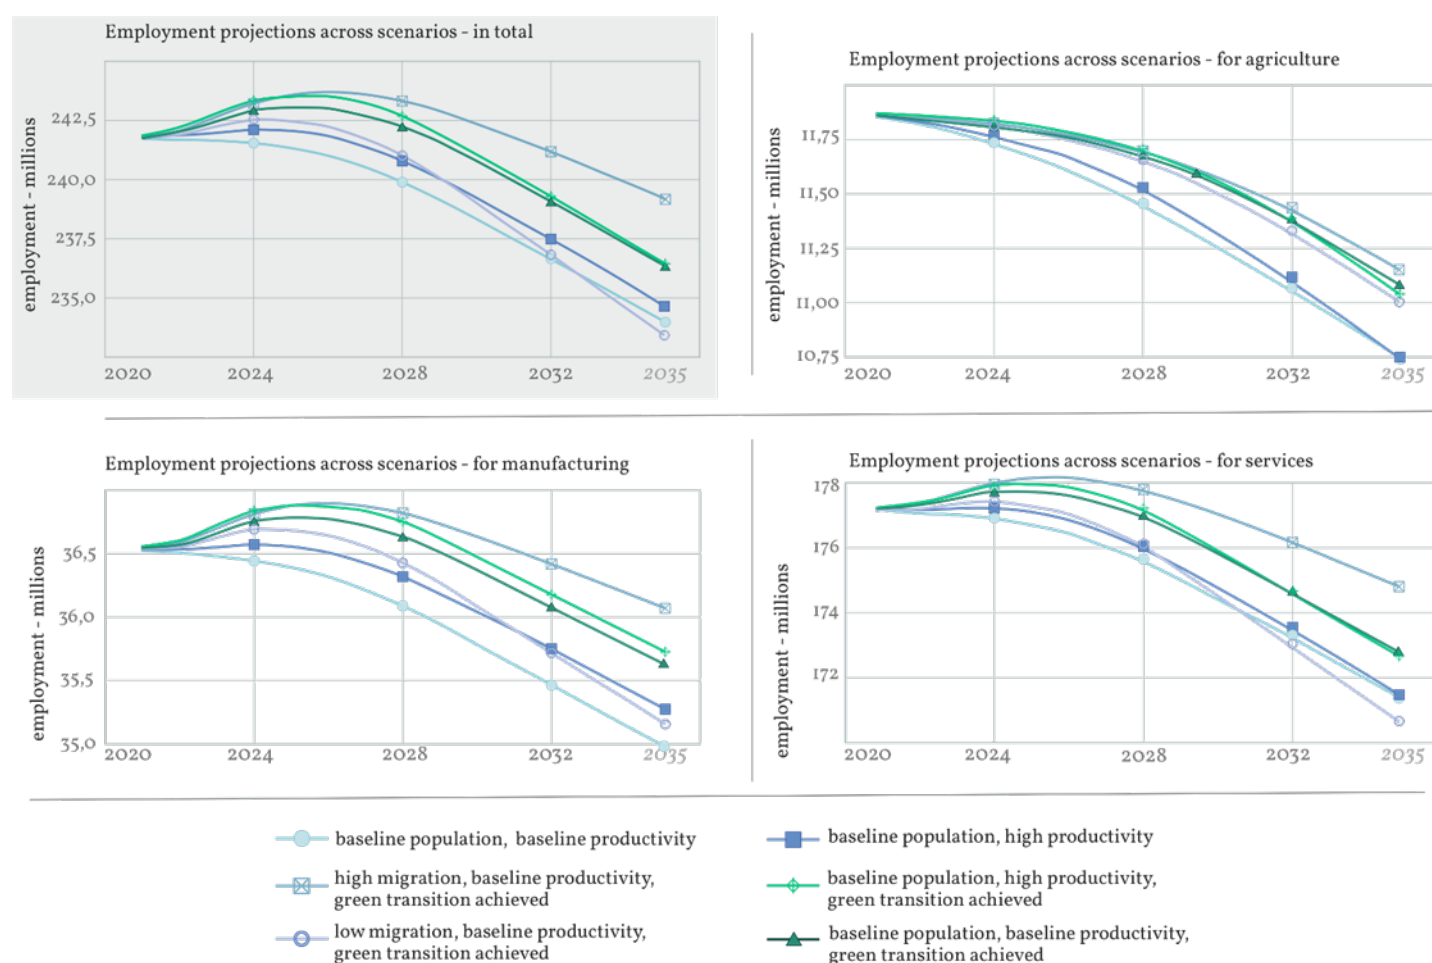 Employment projections across scenarios - in total
employment - millions
242,5
240,0
237,5
235,0
2020 2024 2028 2032 2035
Employment projections across scenarios - for agriculture
employment - millions
11,75
11,50
11,25
11,00
10,75
2020 2024 2028 2032 2035
Employment projections across scenarios - for manufacturing
employment - millions
36,5
36,0
35,5
35,0
2020 2024 2028 2032 2035
Employment projections across scenarios - for services
employment - millions
178
176
174
172
2020 2024 2028 2032 2035
baseline population, baseline productivity
high migration, baseline productivity,
green transition achieved
low migration, baseline productivity,
green transition achieved
baseline population, high productivity
baseline population, high productivity,
green transition achieved
baseline population, baseline productivity,
green transition achieved